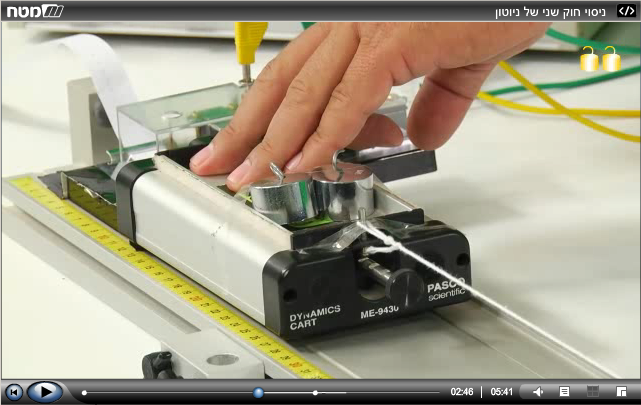 מטח
ניסוי חוק שני של ניוטון
</>
DYNAMICS
CART
ME-9430
PASCO
scientific
02:46 | 05:41